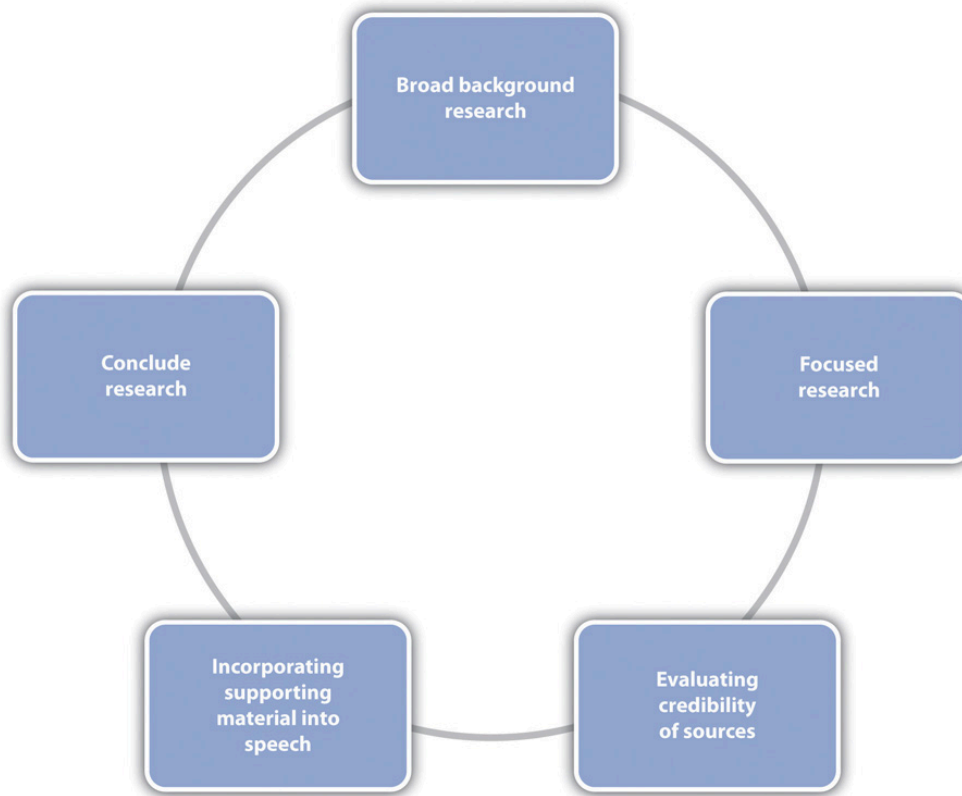 Broad background
research
Focused
research
Evaluating
credibility
of sources
Incorporating
supporting
material into
speech
Conclude
research